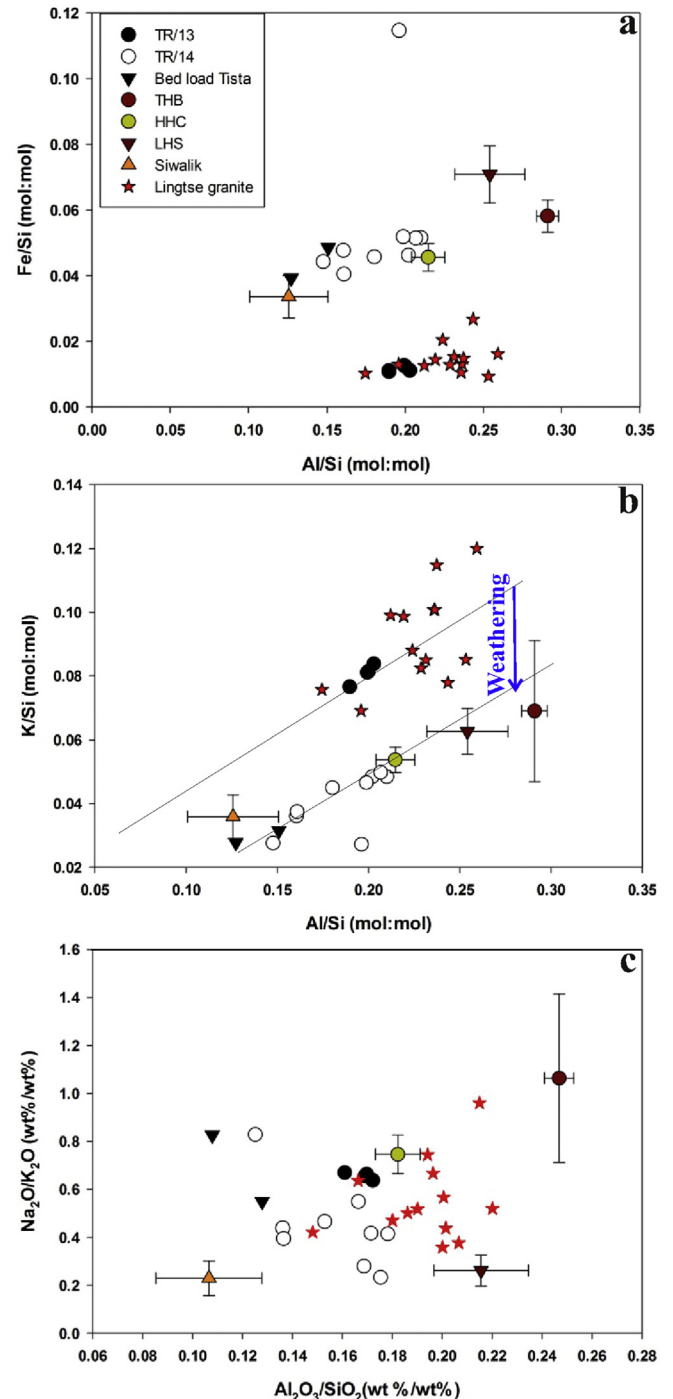 a
0.12
0.10
0.08
0.06
0.04
0.02
0.00
Fe/Si (mol:mol)
TR/13
TR/14
Bed load Tista
THB
HHC
LHS
Siwalik
Lingtse granite
0.00 0.05 0.10 0.15 0.20 0.25 0.30 0.35
Al/Si (mol:mol)
b
0.14
0.12
0.10
0.08
0.06
0.04
0.02
K/Si (mol:mol)
Weathering
0.05 0.10 0.15 0.20 0.25 0.30 0.35
Al/Si (mol:mol)
c
1.6
1.4
1.2
1.0
0.8
0.6
0.4
0.2
0.0
Na₂O/K₂O (wt%/wt%)
0.06 0.08 0.10 0.12 0.14 0.16 0.18 0.20 0.22 0.24 0.26 0.28
Al₂O₃/SiO₂(wt %/wt%)